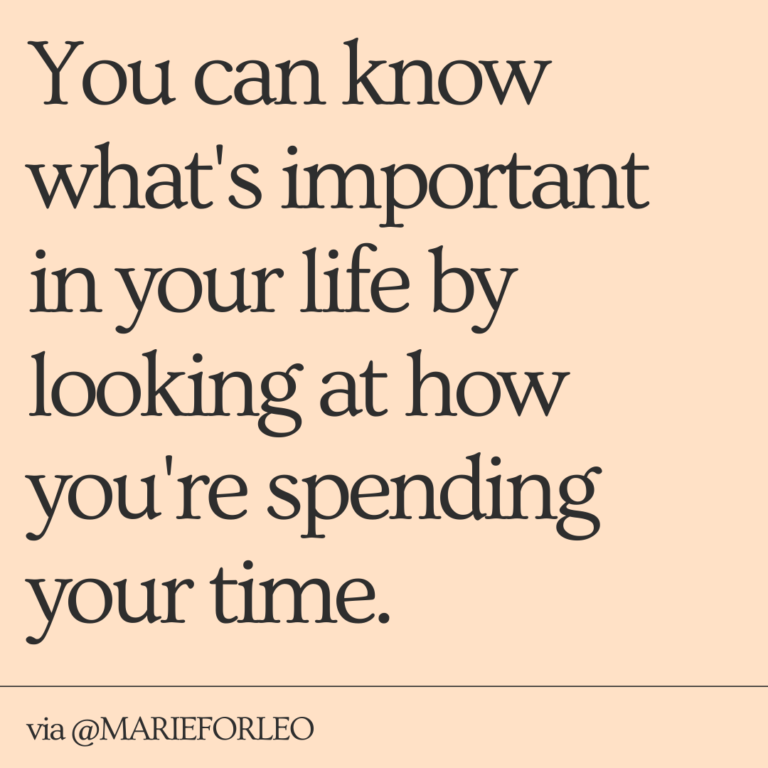 You can know
what's important
in your life by
looking at how
you're spending
your time.
via @MARIEFORLEO